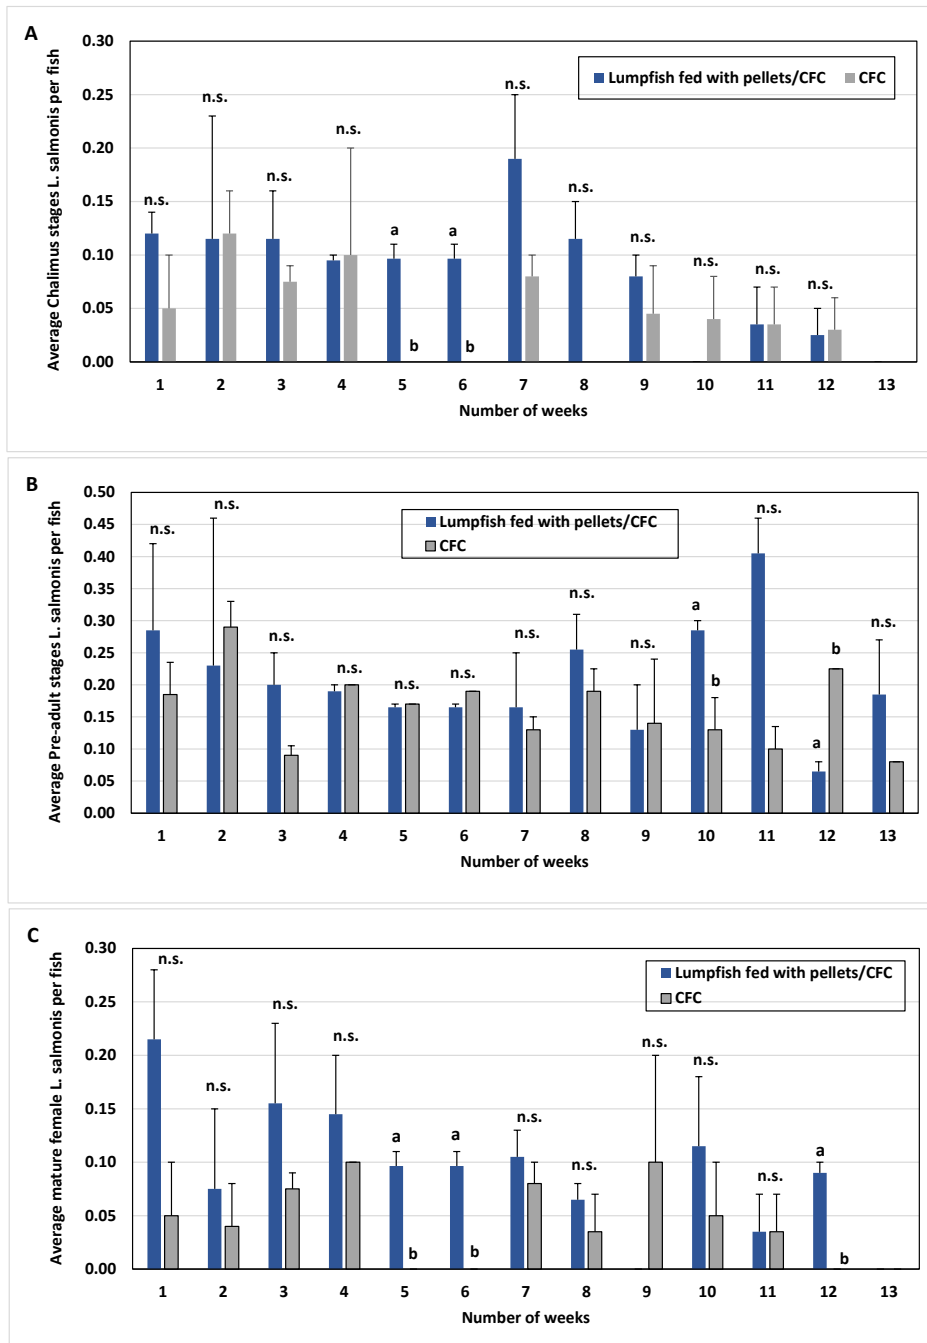 A
Average Chalimus stages L. salmonis per fish
0.30
0.25
0.20
0.15
0.10
0.05
0.00
Lumpfish fed with pellets/CFC CFC
n.s. n.s. n.s. n.s. a b a b n.s. n.s. n.s. n.s. n.s. n.s.
1 2 3 4 5 6 7 8 9 10 11 12 13
Number of weeks
B
Average Pre-adult stages L. salmonis per fish
0.50
0.45
0.40
0.35
0.30
0.25
0.20
0.15
0.10
0.05
0.00
Lumpfish fed with pellets/CFC
CFC
n.s. n.s. n.s. n.s. n.s. n.s. n.s. n.s. n.s. a b n.s. a b n.s.
1 2 3 4 5 6 7 8 9 10 11 12 13
Number of weeks
C
Average mature female L. salmonis per fish
0.30
0.25
0.20
0.15
0.10
0.05
0.00
Lumpfish fed with pellets/CFC
CFC
n.s. n.s. n.s. n.s. a b a b n.s. n.s. n.s. n.s. n.s. a b
1 2 3 4 5 6 7 8 9 10 11 12 13
Number of weeks